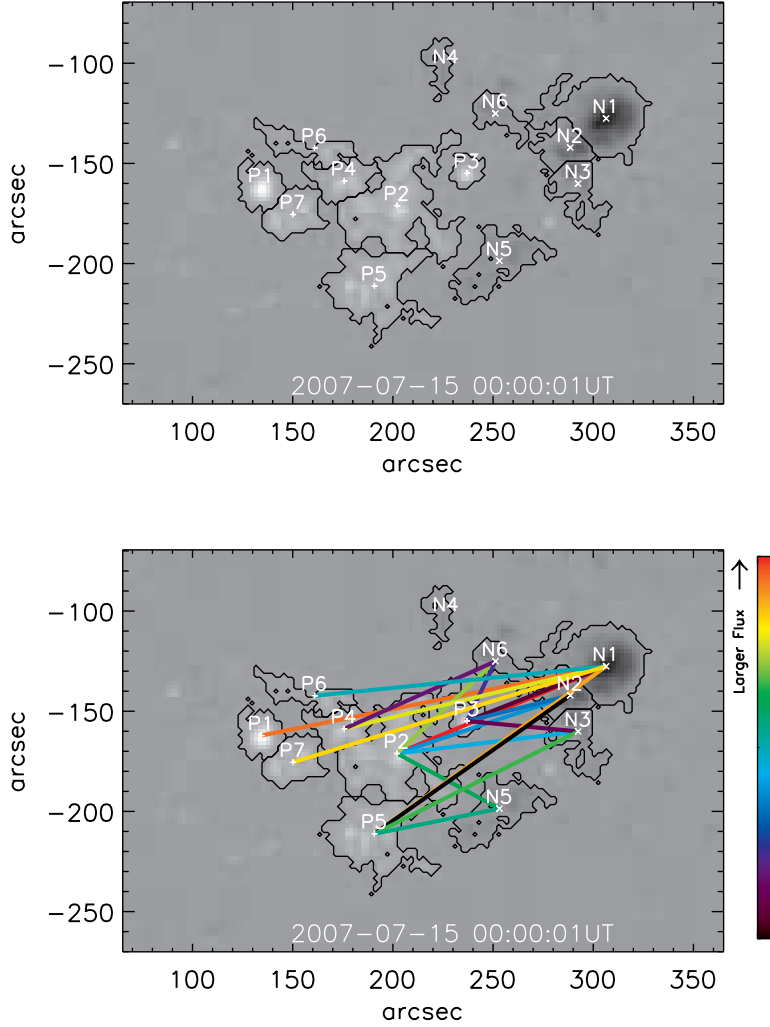 −100
−150
−200
−250
arcsec
N4
N6
N1
P6
N2
P1
P4
P3
N3
P7
P2
N5
P5
2007−07−15 00:00:01UT
100 150 200 250 300 350
arcsec
−100
−150
−200
−250
arcsec
N4
N6
N1
P6
N2
P1
P4
P3
N3
P7
P2
N5
P5
2007−07−15 00:00:01UT
100 150 200 250 300 350
arcsec
Larger Flux →